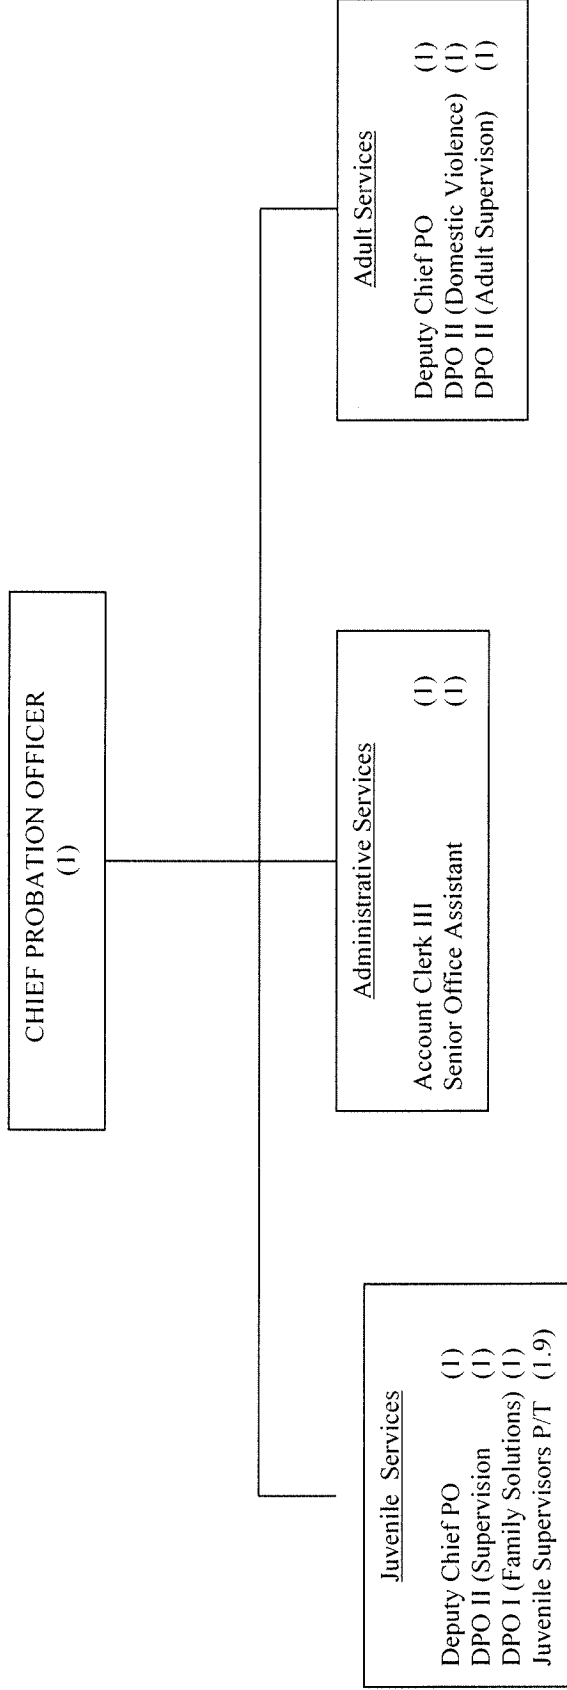 CHIEF PROBATION OFFICER
(1)
Juvenile Services
Deputy Chief PO (1)
DPO II (Supervision (1)
DPO I (Family Solutions) (1)
Juvenile Supervisors P/T (1.9)
Administrative Services
Account Clerk III (1)
Senior Office Assistant (1)
Adult Services
Deputy Chief PO (1)
DPO II (Domestic Violence) (1)
DPO II (Adult Supervison) (1)